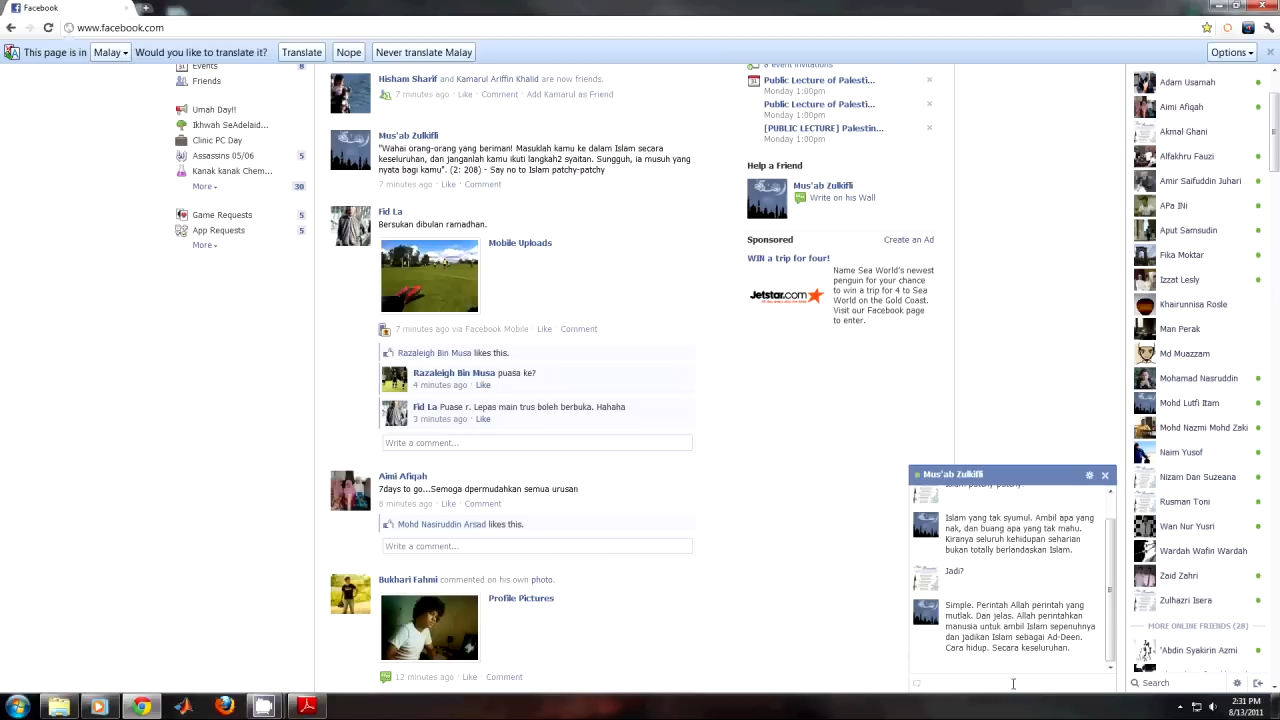 Facebook
www.facebook.com
This page is in Malay Would you like to translate it? Translate Nope Never translate Malay Options
Events 8
Friends
Umah Day!!
Ikhwah SeAdelaid...
Clinic PC Day
Assassins 05/06 5
Kanak kanak Chem...
More 30
Game Requests 5
App Requests 5
More
Hisham Sharif and Kamarul Ariffin Khalid are now friends.
7 minutes ago · Like · Comment · Add Kamarul as Friend
Mus'ab Zulkifli
"Wahai orang-orang yang beriman! Masuklah kamu ke dalam Islam secara
keseluruhan, dan janganlah kamu ikuti langkah2 syaitan. Sungguh, ia musuh yang
nyata bagi kamu". (2: 208) - Say no to Islam patchy-patchy
7 minutes ago · Like · Comment
Fid La
Bersukan dibulan ramadhan.
Mobile Uploads
7 minutes ago via Facebook Mobile · Like · Comment
Razaleigh Bin Musa likes this.
Razaleigh Bin Musa puasa ke?
4 minutes ago · Like
Fid La Puase r. Lepas main trus boleh berbuka. Hahaha
3 minutes ago · Like
Write a comment...
Aimi Afiqah
7days to go...Semoga dpermudahkan semua urusan
8 minutes ago · Like · Comment
Mohd Nasiruddin Arsad likes this.
Write a comment...
Bukhari Fahmi commented on his own photo.
Profile Pictures
12 minutes ago · Like · Comment
8 event invitations
Public Lecture of Palesti...
Monday 1:00pm
Public Lecture of Palesti...
Monday 1:00pm
[PUBLIC LECTURE] Palestin...
Monday 1:00pm
Help a Friend
Mus'ab Zulkifli
Write on his Wall
Sponsored Create an Ad
WIN a trip for four!
Jetstar.com
Name Sea World's newest
penguin for your chance
to win a trip for 4 to Sea
World on the Gold Coast.
Visit our Facebook page
to enter.
Mus'ab Zulkifli
Islam patchy-patchy?
Islam yang tak syumul. Ambil apa yang
nak, dan buang apa yang tak mahu.
Kiranya seluruh kehidupan seharian
bukan totally berlandaskan Islam.
Jadi?
Simple. Perintah Allah perintah yang
mutlak. Dan jelas. Allah perintahkan
manusia untuk ambil Islam sepenuhnya
dan jadikan Islam sebagai Ad-Deen.
Cara hidup. Secara keseluruhan.
Adam Usamah
Aimi Afiqah
Akmal Ghani
Alfakhru Fauzi
Amir Saifuddin Juhari
APa INi
Aput Samsudin
Fika Moktar
Izzat Lesly
Khairunnisa Rosle
Man Perak
Md Muazzam
Mohamad Nasruddin
Mohd Lutfi Itam
Mohd Nazmi Mohd Zaki
Naim Yusof
Nizam Dan Suzeana
Rusman Toni
Wan Nur Yusri
Wardah Wafin Wardah
Zaid Zahri
Zulhazri Isera
MORE ONLINE FRIENDS (28)
'Abdin Syakirin Azmi
Search
2:31 PM
8/13/2011